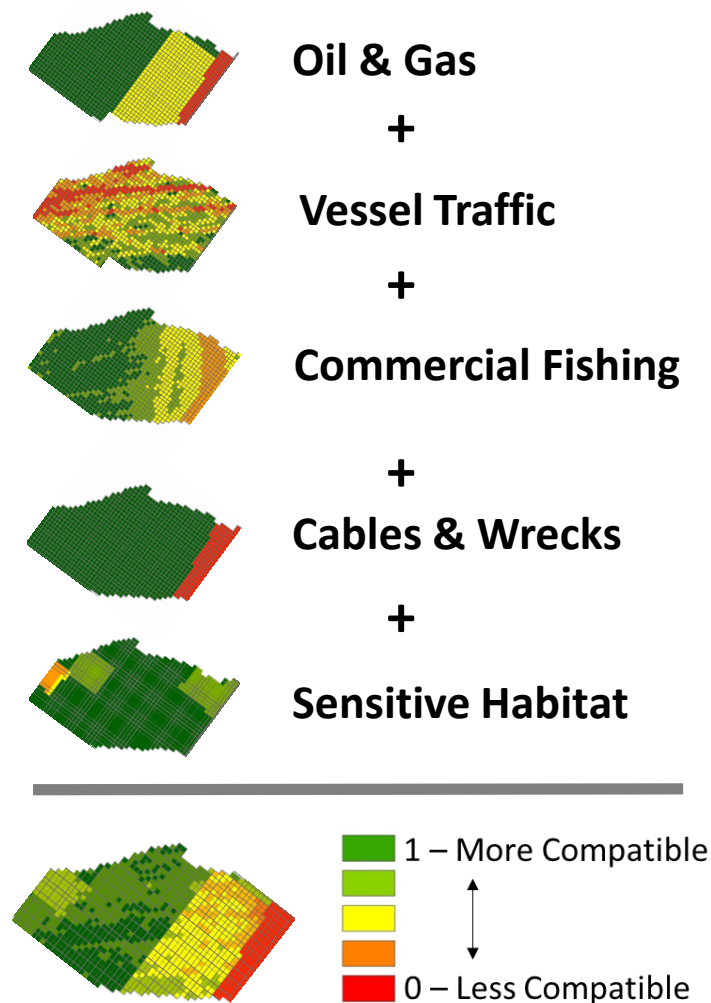 Oil & Gas
+
Vessel Traffic
+
Commercial Fishing
+
Cables & Wrecks
+
Sensitive Habitat
1 – More Compatible
0 – Less Compatible